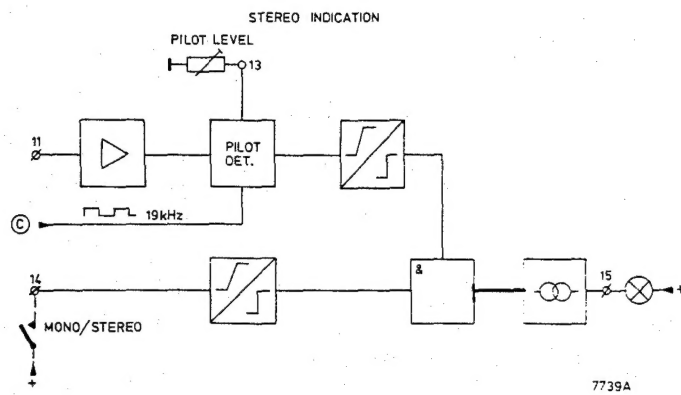 STEREO INDICATION
PILOT LEVEL
13
11
PILOT
DET.
C
19kHz
14
&
15
+
MONO/STEREO
+
7739A